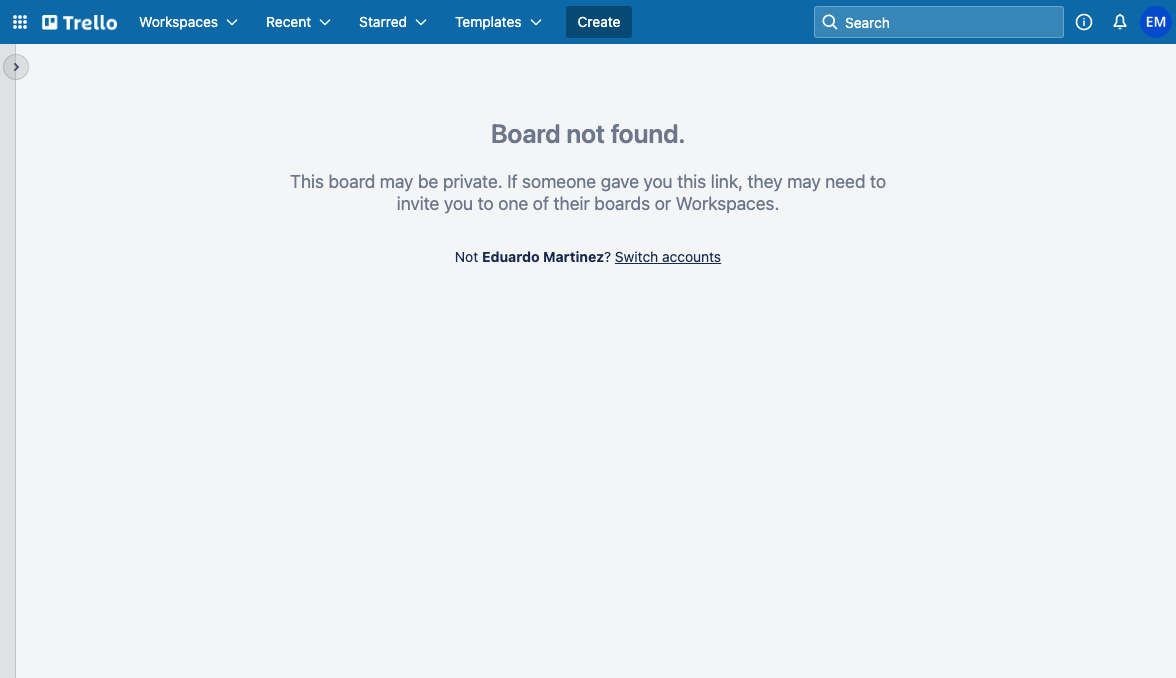 Trello Workspaces Recent Starred Templates Create Search EM
Board not found.
This board may be private. If someone gave you this link, they may need to
invite you to one of their boards or Workspaces.
Not Eduardo Martinez? Switch accounts